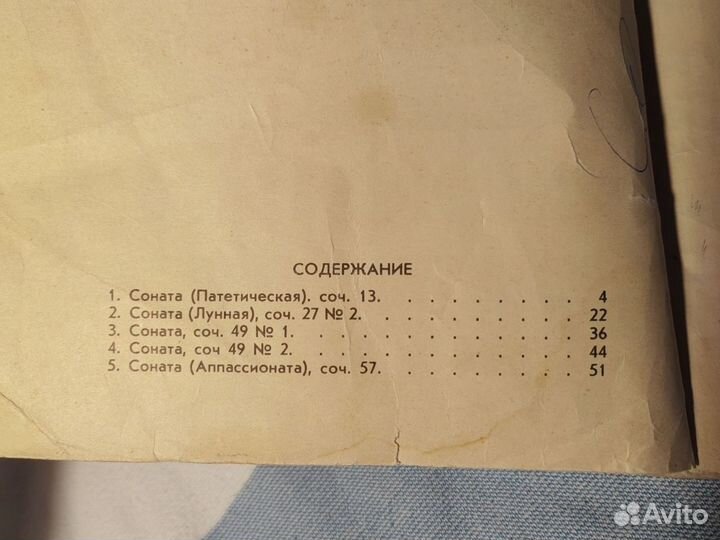 СОДЕРЖАНИЕ
1. Соната (Патетическая). соч. 13. . . . . . . . . . 4
2. Соната (Лунная), соч. 27 № 2. . . . . . . . . . . 22
3. Соната, соч. 49 № 1. . . . . . . . . . . . . . 36
4. Соната, соч 49 № 2. . . . . . . . . . . . . . 44
5. Соната (Аппассионата), соч. 57. . . . . . . . . . 51
Avito